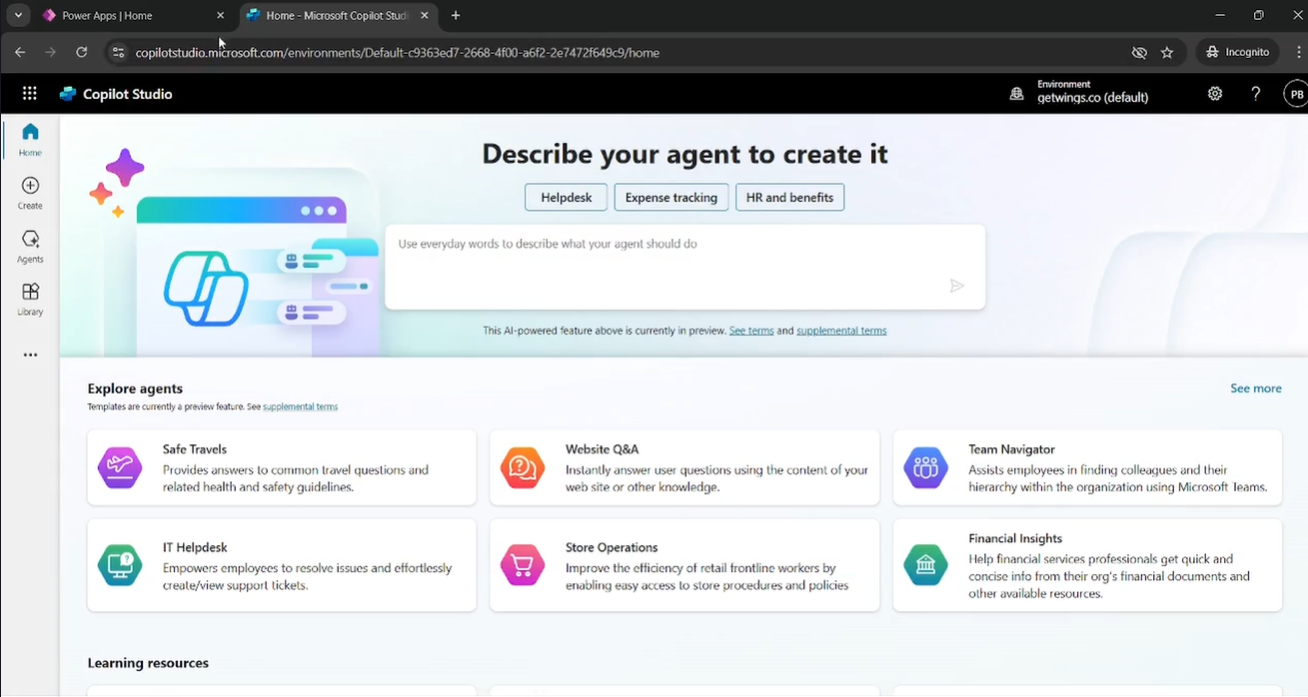 Power Apps | Home
Home - Microsoft Copilot Studi
copilotstudio.microsoft.com/environments/Default-c9363ed7-2668-4f00-a6f2-2e7472f649c9/home
Incognito
Copilot Studio
Environment
getwings.co (default)
?
PB
Home
Create
Agents
Library
Describe your agent to create it
Helpdesk
Expense tracking
HR and benefits
Use everyday words to describe what your agent should do
This AI-powered feature above is currently in preview. See terms and supplemental terms
Explore agents
See more
Templates are currently a preview feature. See supplemental terms
Safe Travels
Provides answers to common travel questions and
related health and safety guidelines.
Website Q&A
Instantly answer user questions using the content of your
web site or other knowledge.
Team Navigator
Assists employees in finding colleagues and their
hierarchy within the organization using Microsoft Teams.
IT Helpdesk
Empowers employees to resolve issues and effortlessly
create/view support tickets.
Store Operations
Improve the efficiency of retail frontline workers by
enabling easy access to store procedures and policies
Financial Insights
Help financial services professionals get quick and
concise info from their org's financial documents and
other available resources.
Learning resources